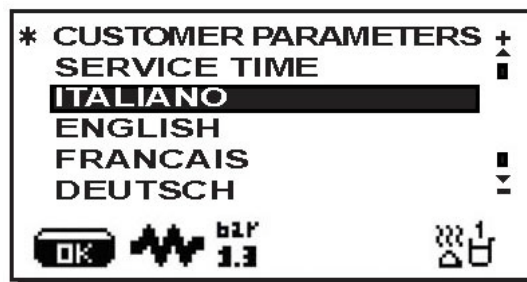 * CUSTOMER PARAMETERS +
SERVICE TIME
ITALIANO
ENGLISH
FRANCAIS
DEUTSCH -
OK bar 1
1.3